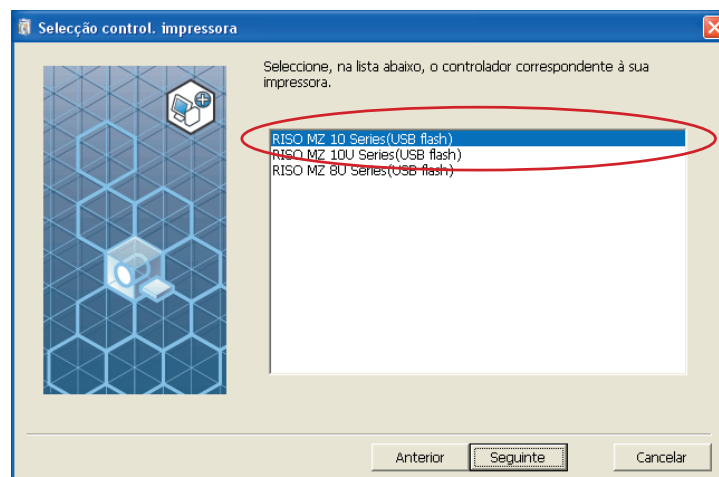 Selecção control. impressora
Seleccione, na lista abaixo, o controlador correspondente à sua
impressora.
RISO MZ 10 Series(USB flash)
RISO MZ 10U Series(USB flash)
RISO MZ 8U Series(USB flash)
Anterior
Seguinte
Cancelar